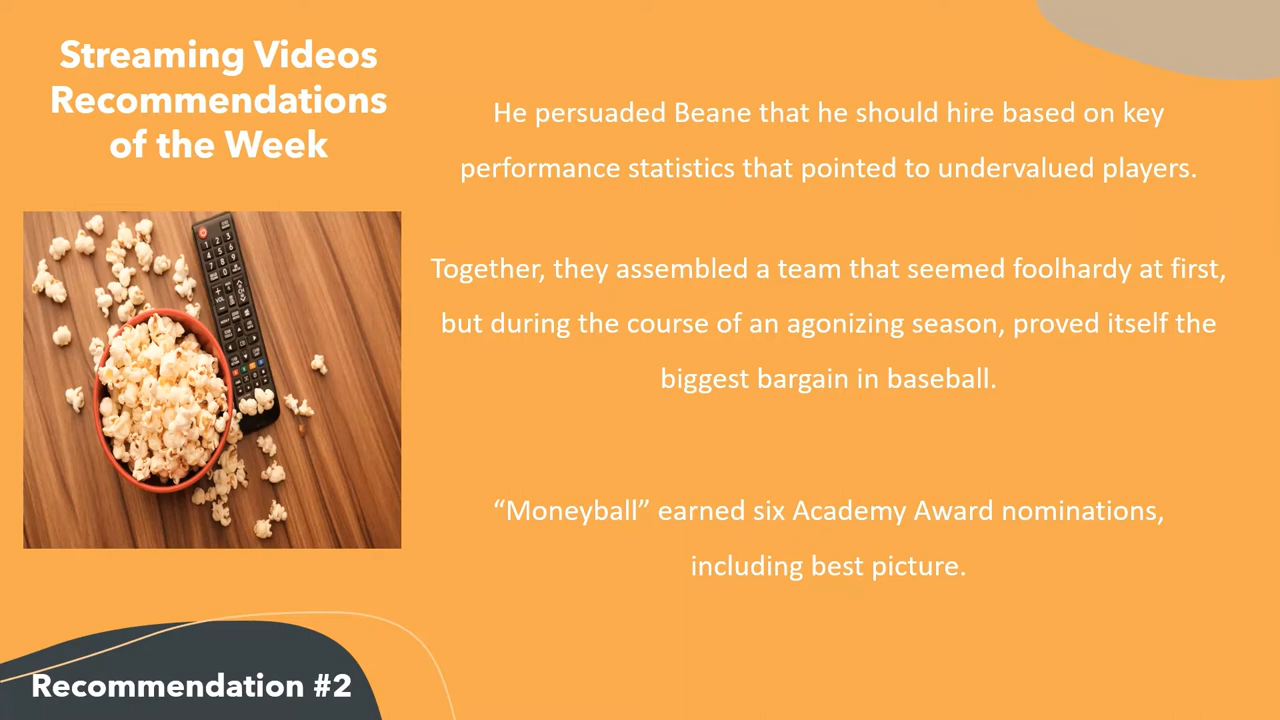 Streaming Videos
Recommendations
of the Week
He persuaded Beane that he should hire based on key
performance statistics that pointed to undervalued players.
Together, they assembled a team that seemed foolhardy at first,
but during the course of an agonizing season, proved itself the
biggest bargain in baseball.
“Moneyball” earned six Academy Award nominations,
including best picture.
Recommendation #2